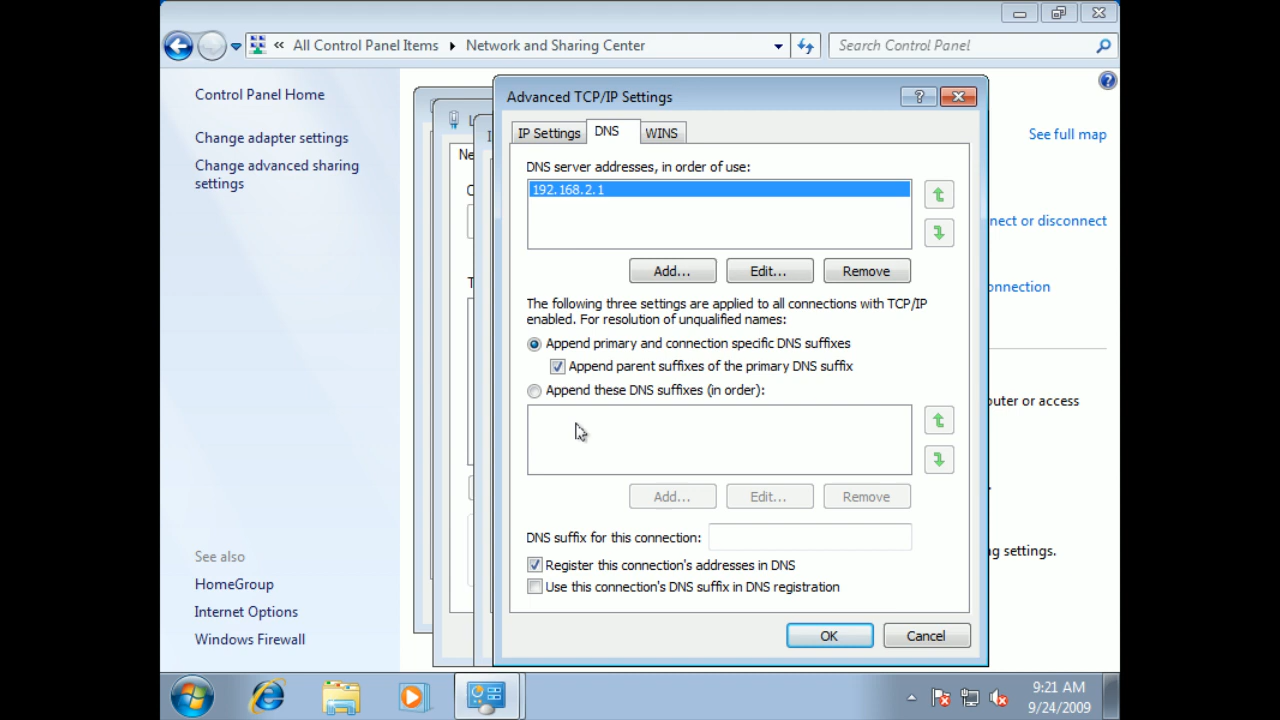 « All Control Panel Items ▸ Network and Sharing Center
Search Control Panel
Control Panel Home
Change adapter settings
Change advanced sharing
settings
See also
HomeGroup
Internet Options
Windows Firewall
See full map
nnect or disconnect
onnection
puter or access
g settings.
Ne
Advanced TCP/IP Settings
IP Settings DNS WINS
DNS server addresses, in order of use:
192.168.2.1
Add... Edit... Remove
The following three settings are applied to all connections with TCP/IP
enabled. For resolution of unqualified names:
Append primary and connection specific DNS suffixes
Append parent suffixes of the primary DNS suffix
Append these DNS suffixes (in order):
Add... Edit... Remove
DNS suffix for this connection:
Register this connection's addresses in DNS
Use this connection's DNS suffix in DNS registration
OK Cancel
9:21 AM
9/24/2009